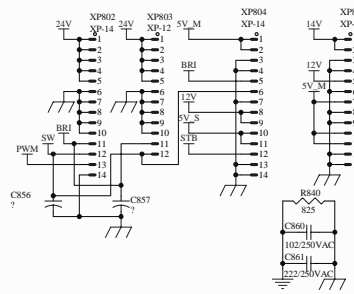 24V XP802 24V XP803 5V_M XP804 14V
XP-14 XP-12 XP-14
1 1 1
2 2 2
3 3 3 12V
4 4 BRI 4
5 5 5 5V_M
6 6 6
7 7 12V 7
8 8 8
9 9 5V_S 9
BRI 10 10 10
SW 11 11 STB 11
PWM 12 12 12
13 13
14 14
C856
?
C857
?
R840
825
C860
102/250VAC
C861
222/250VAC